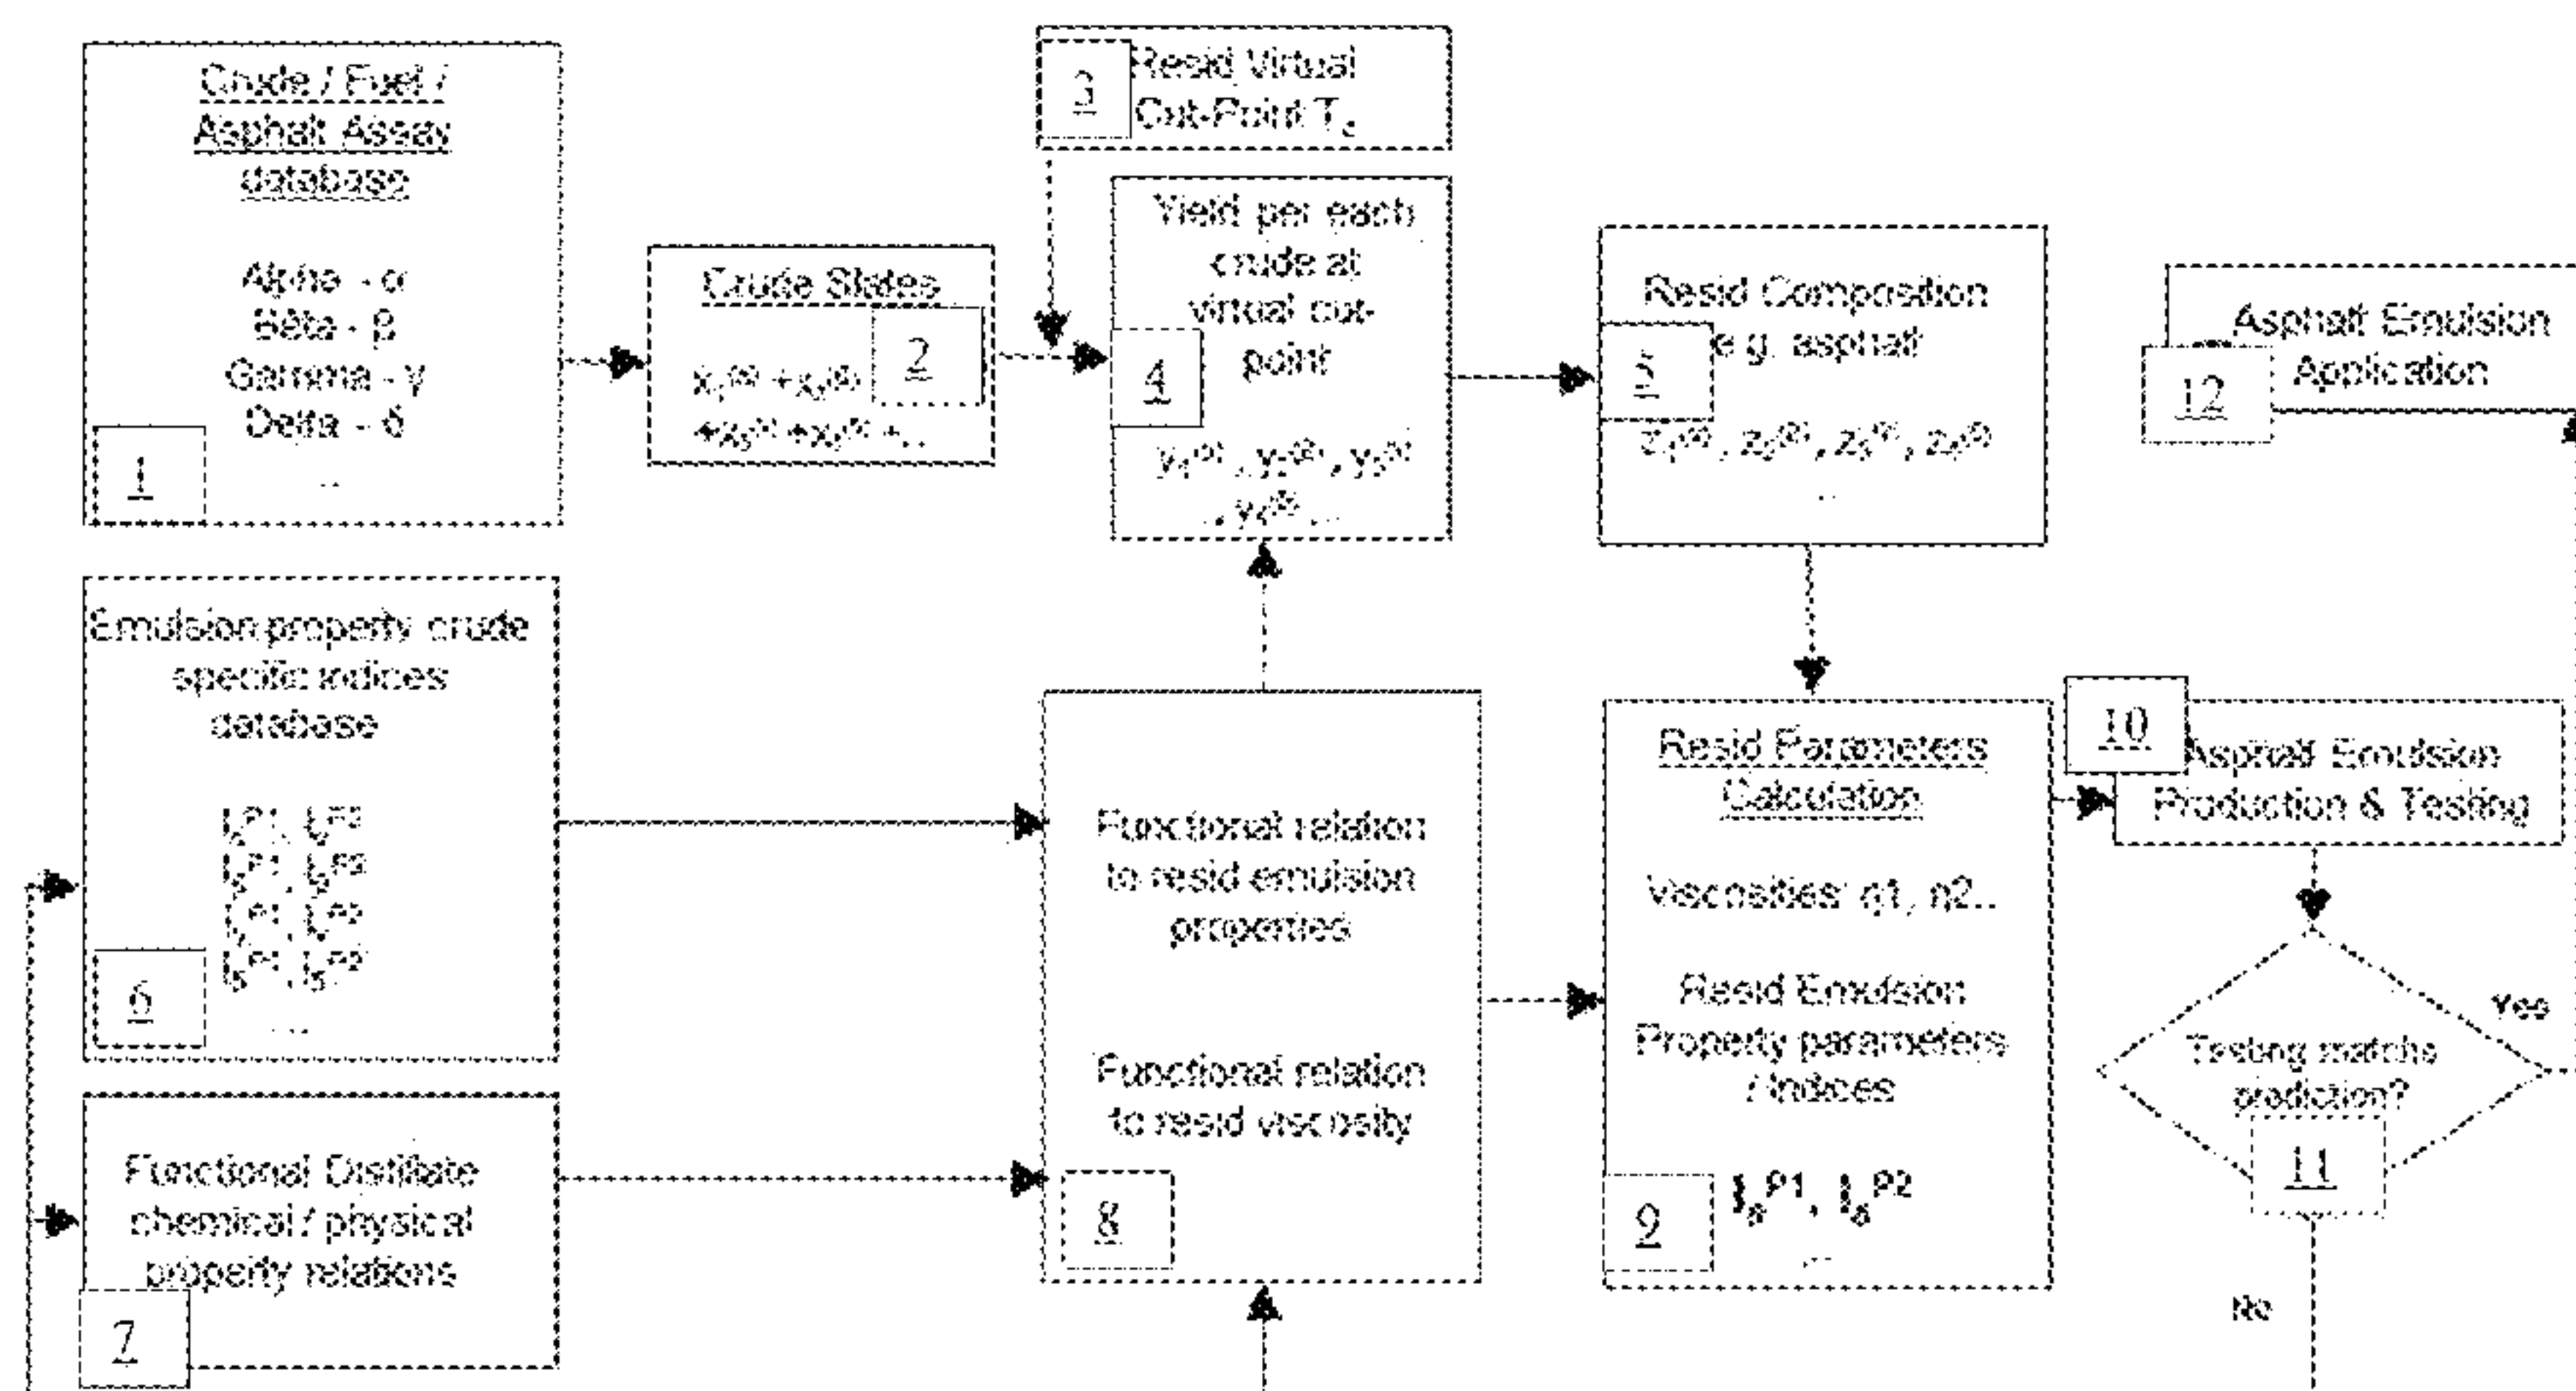 Crude / Fuel /
Asphalt Assay
database
Alpha - α
Beta - β
Gamma - γ
Delta - δ
..
1
Crude Slates
2
3
Resid Virtual
Cut-Point T
Yield per each
crude at
virtual cut-
point
4
Resid Composition
e.g. asphalt
5
Asphalt Emulsion
Application
12
Emulsion property crude
specific indices
database
...
6
Functional Distillate
chemical / physical
property relations
7
Functional relation
to resid emulsion
properties
Functional relation
to resid viscosity
8
Resid Parameters
Calculation
Viscosities: η1, η2..
Resid Emulsion
Property parameters
/ Indices
9
10
Asphalt Emulsion
Production & Testing
Yes
Testing matchs
prediction?
11
No